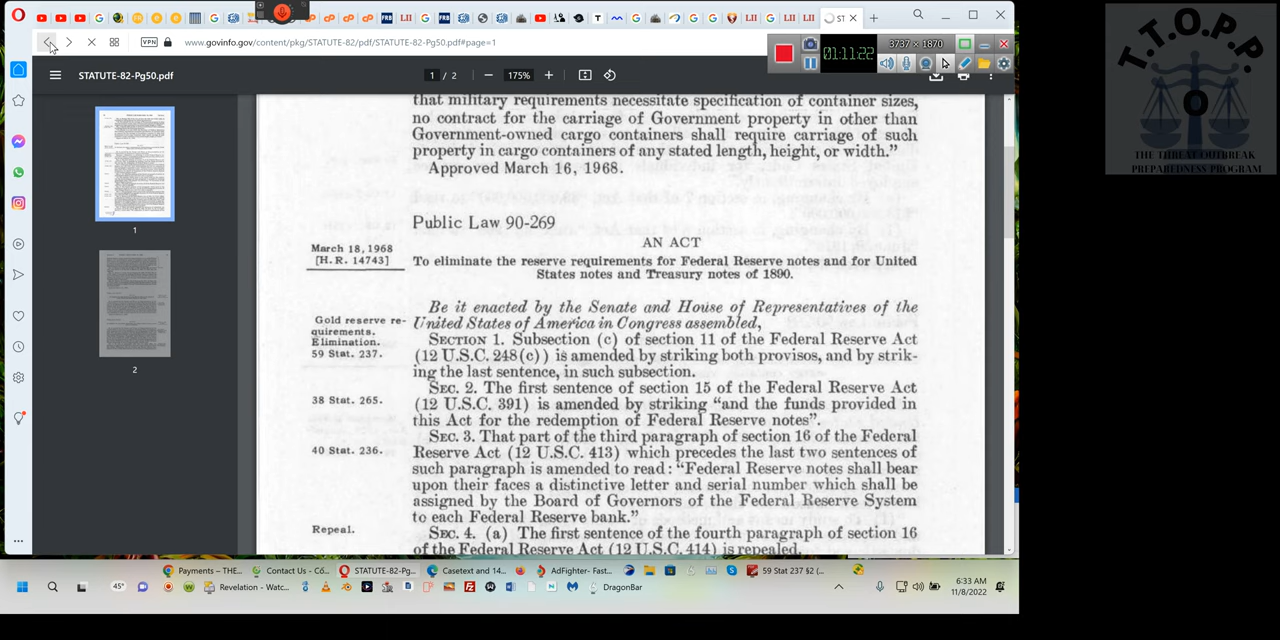 www.govinfo.gov/content/pkg/STATUTE-82/pdf/STATUTE-82-Pg50.pdf#page=1
VPN
01:11:22
3737 × 1870
STATUTE-82-Pg50.pdf
1 / 2
175%
1
2
that military requirements necessitate specification of container sizes,
no contract for the carriage of Government property in other than
Government-owned cargo containers shall require carriage of such
property in cargo containers of any stated length, height, or width.”
Approved March 16, 1968.
Public Law 90-269
AN ACT
March 18, 1968
[H. R. 14743]
To eliminate the reserve requirements for Federal Reserve notes and for United
States notes and Treasury notes of 1890.
Be it enacted by the Senate and House of Representatives of the
United States of America in Congress assembled,
Gold reserve re-
quirements.
Elimination.
59 Stat. 237.
SECTION 1. Subsection (c) of section 11 of the Federal Reserve Act
(12 U.S.C. 248(c)) is amended by striking both provisos, and by strik-
ing the last sentence, in such subsection.
SEC. 2. The first sentence of section 15 of the Federal Reserve Act
38 Stat. 265.
(12 U.S.C. 391) is amended by striking “and the funds provided in
this Act for the redemption of Federal Reserve notes”.
SEC. 3. That part of the third paragraph of section 16 of the Federal
40 Stat. 236.
Reserve Act (12 U.S.C. 413) which precedes the last two sentences of
such paragraph is amended to read: “Federal Reserve notes shall bear
upon their faces a distinctive letter and serial number which shall be
assigned by the Board of Governors of the Federal Reserve System
to each Federal Reserve bank.”
Repeal.
SEC. 4. (a) The first sentence of the fourth paragraph of section 16
of the Federal Reserve Act (12 U.S.C. 414) is repealed.
T.T.O.P.P
O
THE THREAT OUTBREAK
PREPAREDNESS PROGRAM
Payments – THE...
Contact Us - Co...
STATUTE-82-Pg...
Casetext and 14...
AdFighter- Fast...
59 Stat 237 §2 (...
45°
Revelation - W...
DragonBar
6:33 AM
11/8/2022